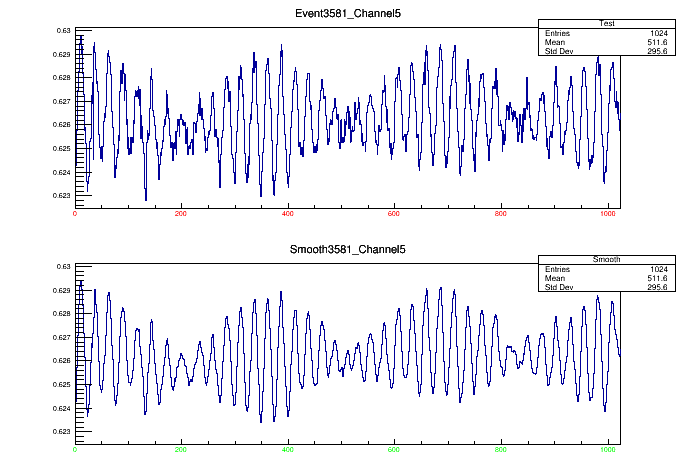 Event3581_Channel5
Test
Entries 1024
Mean 511.6
Std Dev 295.6
0.63
0.629
0.628
0.627
0.626
0.625
0.624
0.623
0 200 400 600 800 1000
Smooth3581_Channel5
Smooth
Entries 1024
Mean 511.6
Std Dev 295.6
0.63
0.629
0.628
0.627
0.626
0.625
0.624
0.623
0 200 400 600 800 1000